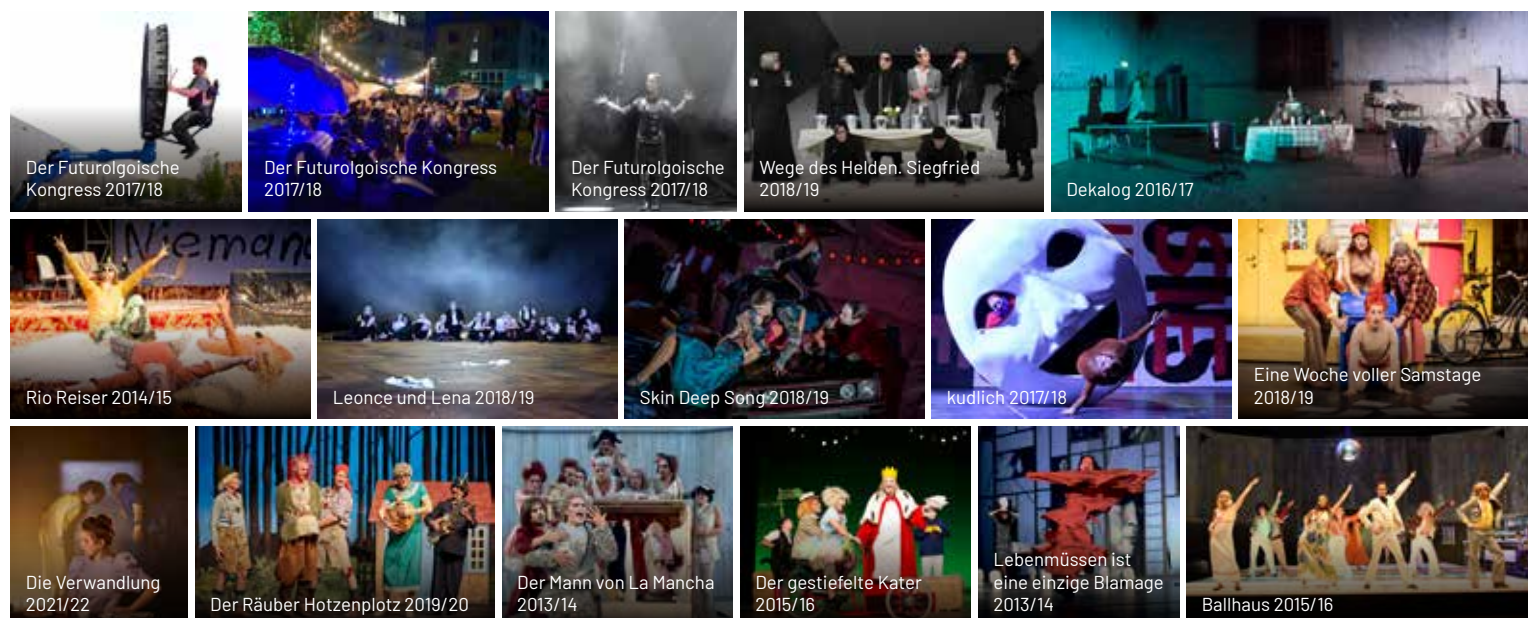 Der Futurolgoische
Kongress 2017/18
Der Futurolgoische Kongress
2017/18
Der Futurolgoische
Kongress 2017/18
Wege des Helden. Siegfried
2018/19
Dekalog 2016/17
Niemand
Rio Reiser 2014/15
Leonce und Lena 2018/19
Skin Deep Song 2018/19
kudlich 2017/18
Eine Woche voller Samstage
2018/19
Die Verwandlung
2021/22
Der Räuber Hotzenplotz 2019/20
Der Mann von La Mancha
2013/14
Der gestiefelte Kater
2015/16
Lebenmüssen ist
eine einzige Blamage
2013/14
Ballhaus 2015/16